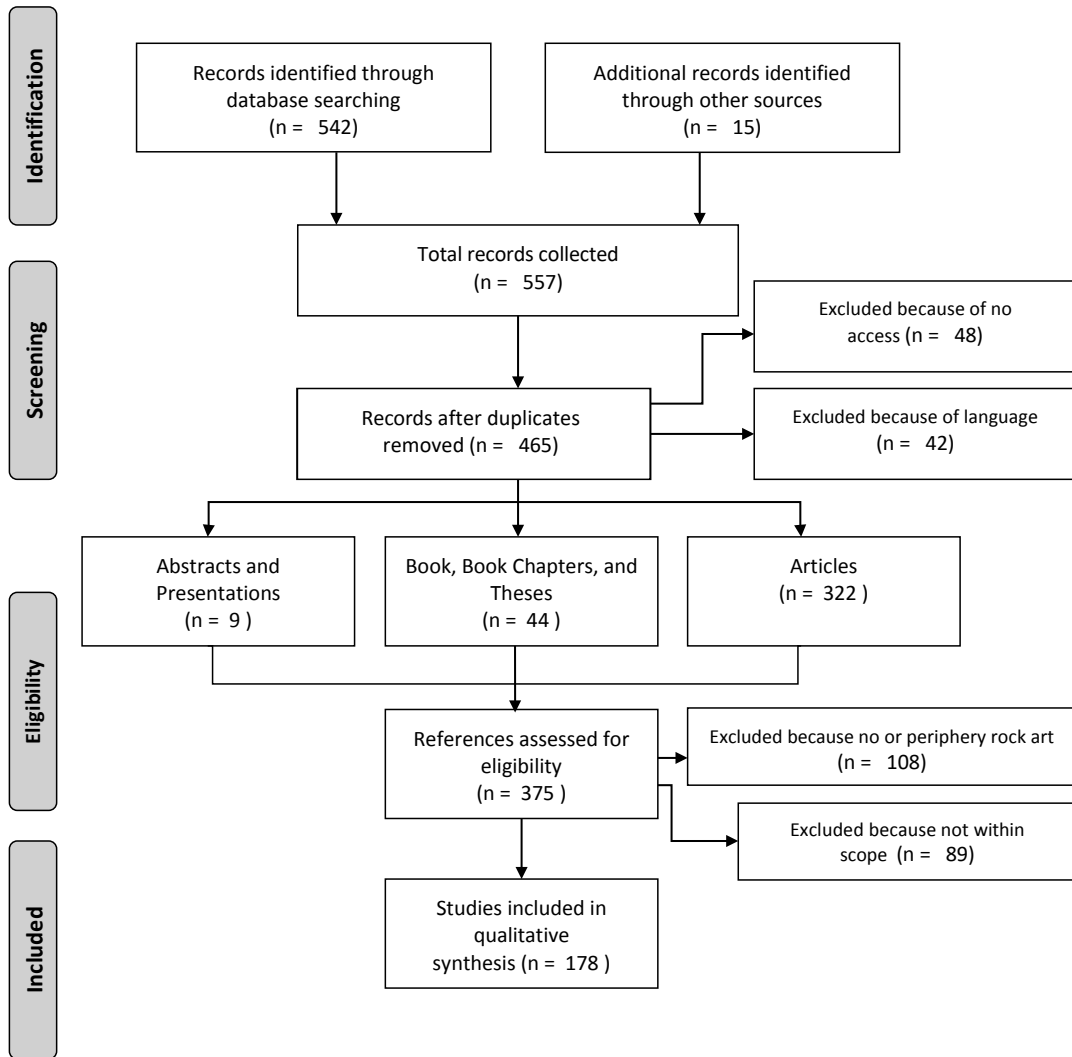 Identification
Records identified through
database searching
(n = 542)
Additional records identified
through other sources
(n = 15)
Total records collected
(n = 557)
Screening
Excluded because of no
access (n = 48)
Records after duplicates
removed (n = 465)
Excluded because of language
(n = 42)
Abstracts and
Presentations
(n = 9 )
Book, Book Chapters, and
Theses
(n = 44 )
Articles
(n = 322 )
Eligibility
References assessed for
eligibility
(n = 375 )
Excluded because no or periphery rock art
(n = 108)
Excluded because not within
scope (n = 89)
Included
Studies included in
qualitative
synthesis (n = 178 )